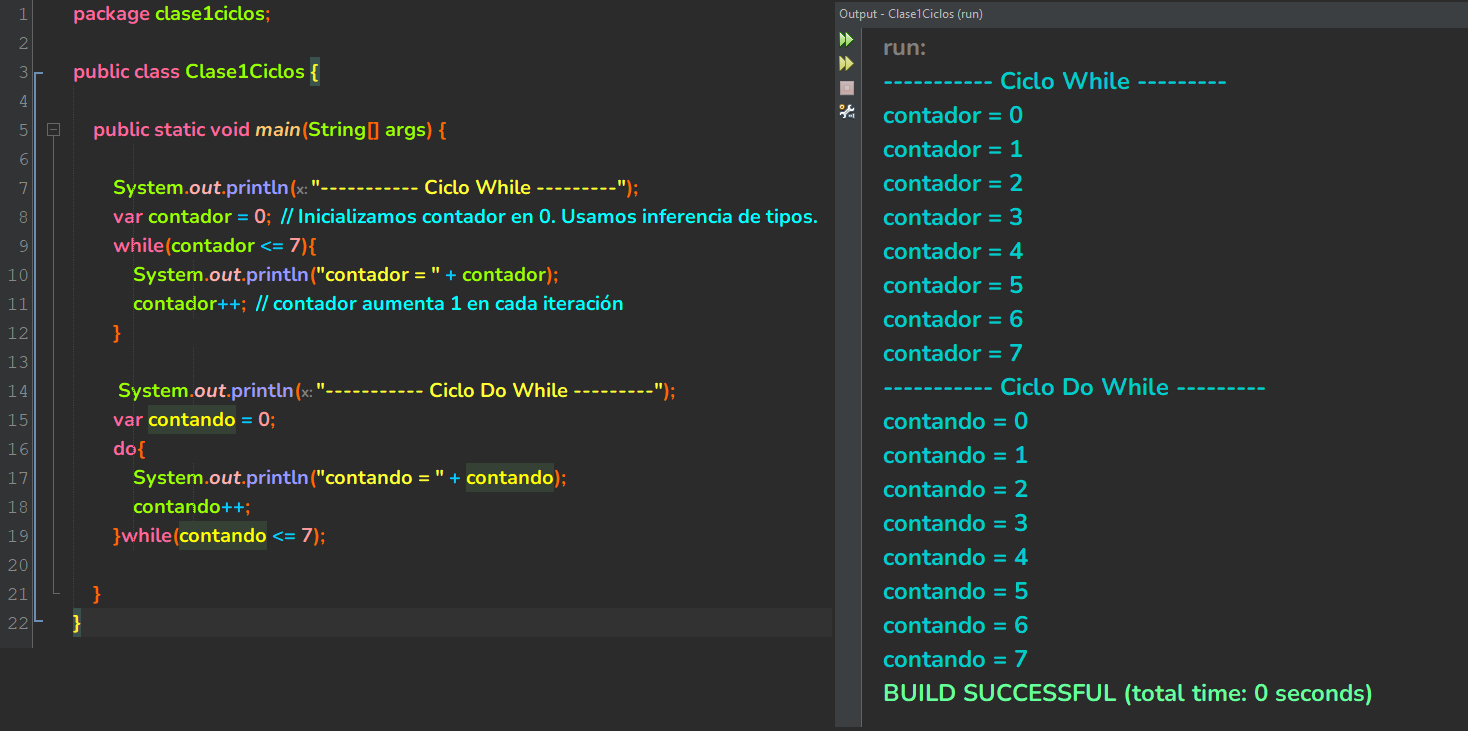 1 package clase1ciclos;
2
3 public class Clase1Ciclos {
4
5 public static void main(String[] args) {
6
7 System.out.println(x: "----------- Ciclo While ---------");
8 var contador = 0; // Inicializamos contador en 0. Usamos inferencia de tipos.
9 while(contador <= 7){
10 System.out.println("contador = " + contador);
11 contador++; // contador aumenta 1 en cada iteración
12 }
13
14 System.out.println(x: "----------- Ciclo Do While ---------");
15 var contando = 0;
16 do{
17 System.out.println("contando = " + contando);
18 contando++;
19 }while(contando <= 7);
20
21 }
22 }
Output - Clase1Ciclos (run)
run:
----------- Ciclo While ---------
contador = 0
contador = 1
contador = 2
contador = 3
contador = 4
contador = 5
contador = 6
contador = 7
----------- Ciclo Do While ---------
contando = 0
contando = 1
contando = 2
contando = 3
contando = 4
contando = 5
contando = 6
contando = 7
BUILD SUCCESSFUL (total time: 0 seconds)